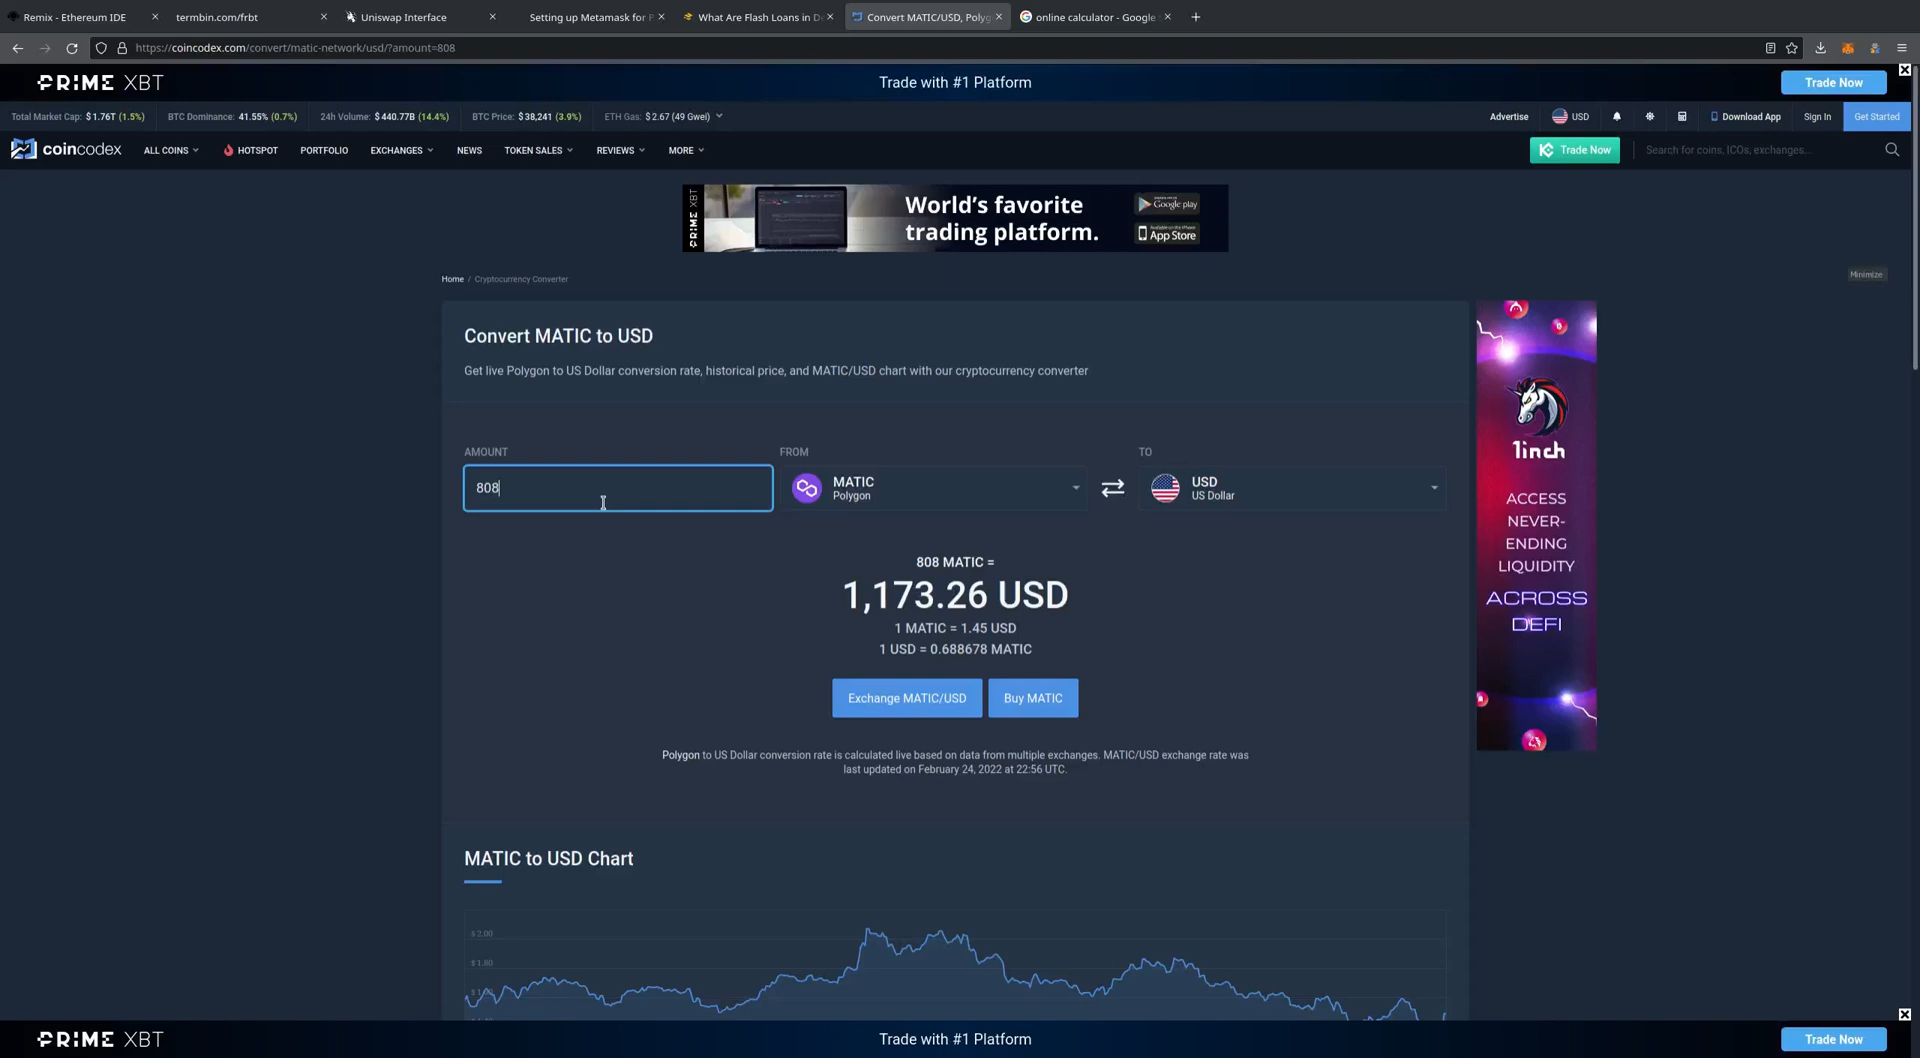 Remix - Ethereum IDE
termbin.com/frbt
Uniswap Interface
Setting up Metamask for P
What Are Flash Loans in De
Convert MATIC/USD, Polyg
online calculator - Google S
https://coincodex.com/convert/matic-network/usd/?amount=808
PRIME XBT
Trade with #1 Platform
Trade Now
Total Market Cap: $ 1.76T (1.5%)
BTC Dominance: 41.55% (0.7%)
24h Volume: $ 440.77B (14.4%)
BTC Price: $ 38,241 (3.9%)
ETH Gas: $ 2.67 (49 Gwei)
Advertise
USD
Download App
Sign In
Get Started
coincodex
ALL COINS
HOTSPOT
PORTFOLIO
EXCHANGES
NEWS
TOKEN SALES
REVIEWS
MORE
Trade Now
Search for coins, ICOs, exchanges...
PRIME XBT
World's favorite
trading platform.
Google play
App Store
Home / Cryptocurrency Converter
Minimize
Convert MATIC to USD
Get live Polygon to US Dollar conversion rate, historical price, and MATIC/USD chart with our cryptocurrency converter
AMOUNT
FROM
TO
808
MATIC
Polygon
USD
US Dollar
808 MATIC =
1,173.26 USD
1 MATIC = 1.45 USD
1 USD = 0.688678 MATIC
Exchange MATIC/USD
Buy MATIC
Polygon to US Dollar conversion rate is calculated live based on data from multiple exchanges. MATIC/USD exchange rate was
last updated on February 24, 2022 at 22:56 UTC.
1inch
ACCESS
NEVER-
ENDING
LIQUIDITY
ACROSS
DEFI
MATIC to USD Chart
$ 2.00
$ 1.80
PRIME XBT
Trade with #1 Platform
Trade Now